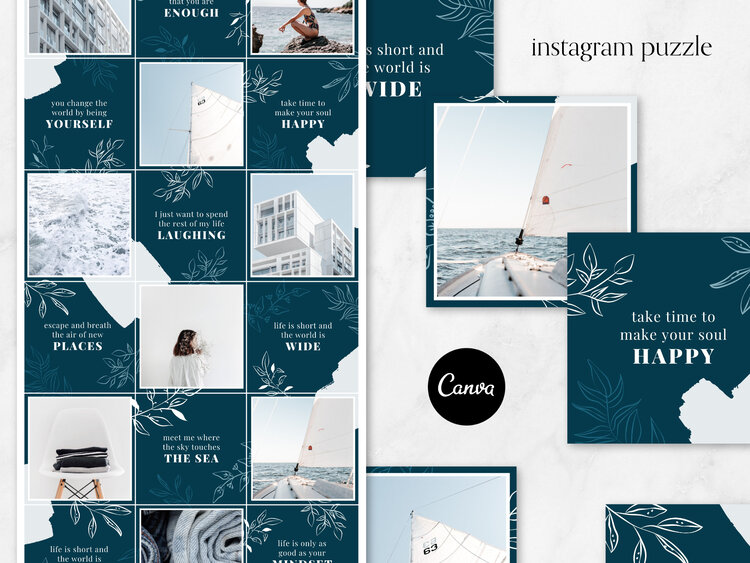 that you are
ENOUGH
you change the
world by being
YOURSELF
63
take time to
make your soul
HAPPY
I just want to spend
the rest of my life
LAUGHING
escape and breath
the air of new
PLACES
life is short and
the world is
WIDE
meet me where
the sky touches
THE SEA
life is short and
the world is
life is only as
good as your
MINDSET
is short and
the world is
WIDE
instagram puzzle
take time to
make your soul
HAPPY
Canva
63